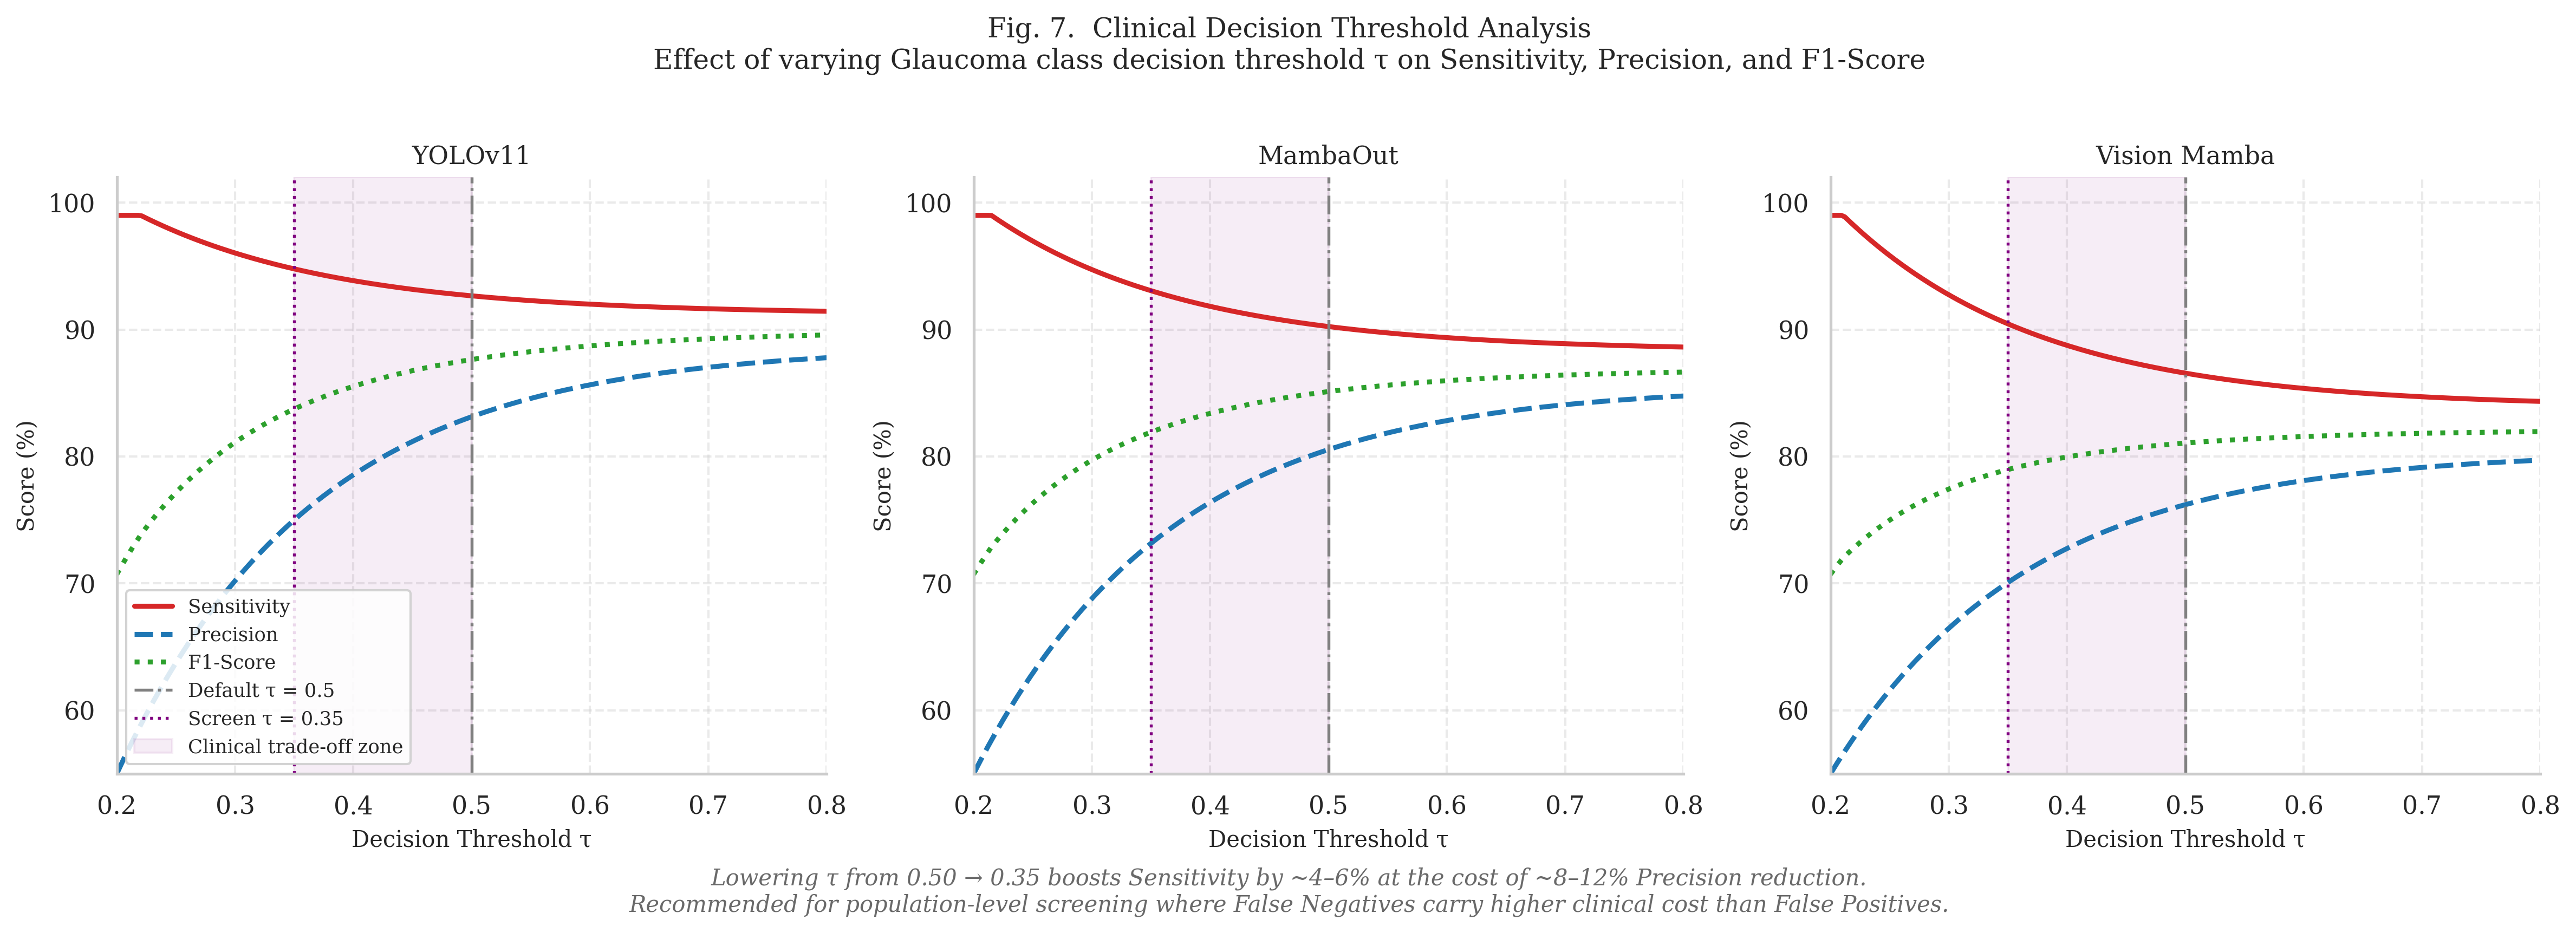 Fig. 7.  Clinical Decision Threshold Analysis
Effect of varying Glaucoma class decision threshold τ on Sensitivity, Precision, and F1-Score
YOLOv11
Score (%)
100
90
80
70
60
Sensitivity
Precision
F1-Score
Default τ = 0.5
Screen τ = 0.35
Clinical trade-off zone
0.2 0.3 0.4 0.5 0.6 0.7 0.8
Decision Threshold τ
MambaOut
Score (%)
100
90
80
70
60
0.2 0.3 0.4 0.5 0.6 0.7 0.8
Decision Threshold τ
Vision Mamba
Score (%)
100
90
80
70
60
0.2 0.3 0.4 0.5 0.6 0.7 0.8
Decision Threshold τ
Lowering τ from 0.50 → 0.35 boosts Sensitivity by ~4–6% at the cost of ~8–12% Precision reduction.
Recommended for population-level screening where False Negatives carry higher clinical cost than False Positives.